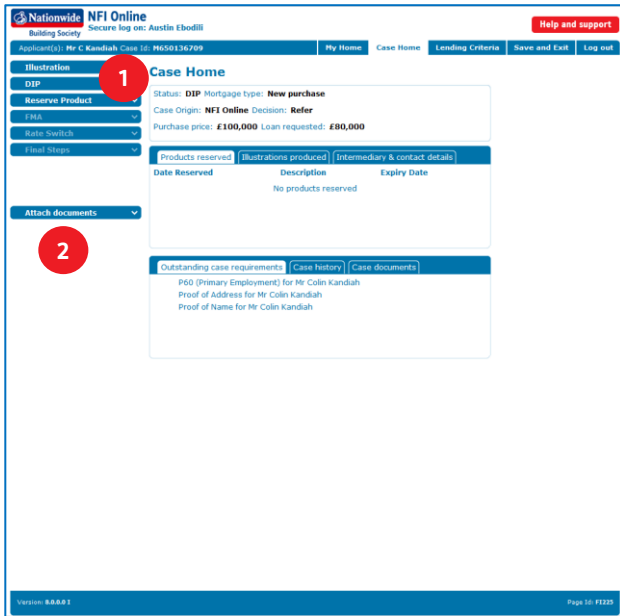 Nationwide
Building Society
NFI Online
Secure log on: Austin Ebodili
Help and support
Applicant(s): Mr C Kandiah Case Id: M650136709
My Home
Case Home
Lending Criteria
Save and Exit
Log out
Illustration
DIP
Reserve Product
FMA
Rate Switch
Final Steps
Attach documents
1
2
Case Home
Status: DIP Mortgage type: New purchase
Case Origin: NFI Online Decision: Refer
Purchase price: £100,000 Loan requested: £80,000
Products reserved
Illustrations produced
Intermediary & contact details
Date Reserved Description Expiry Date
No products reserved
Outstanding case requirements
Case history
Case documents
P60 (Primary Employment) for Mr Colin Kandiah
Proof of Address for Mr Colin Kandiah
Proof of Name for Mr Colin Kandiah
Version: 9.0.0.0 I
Page Id: F1225